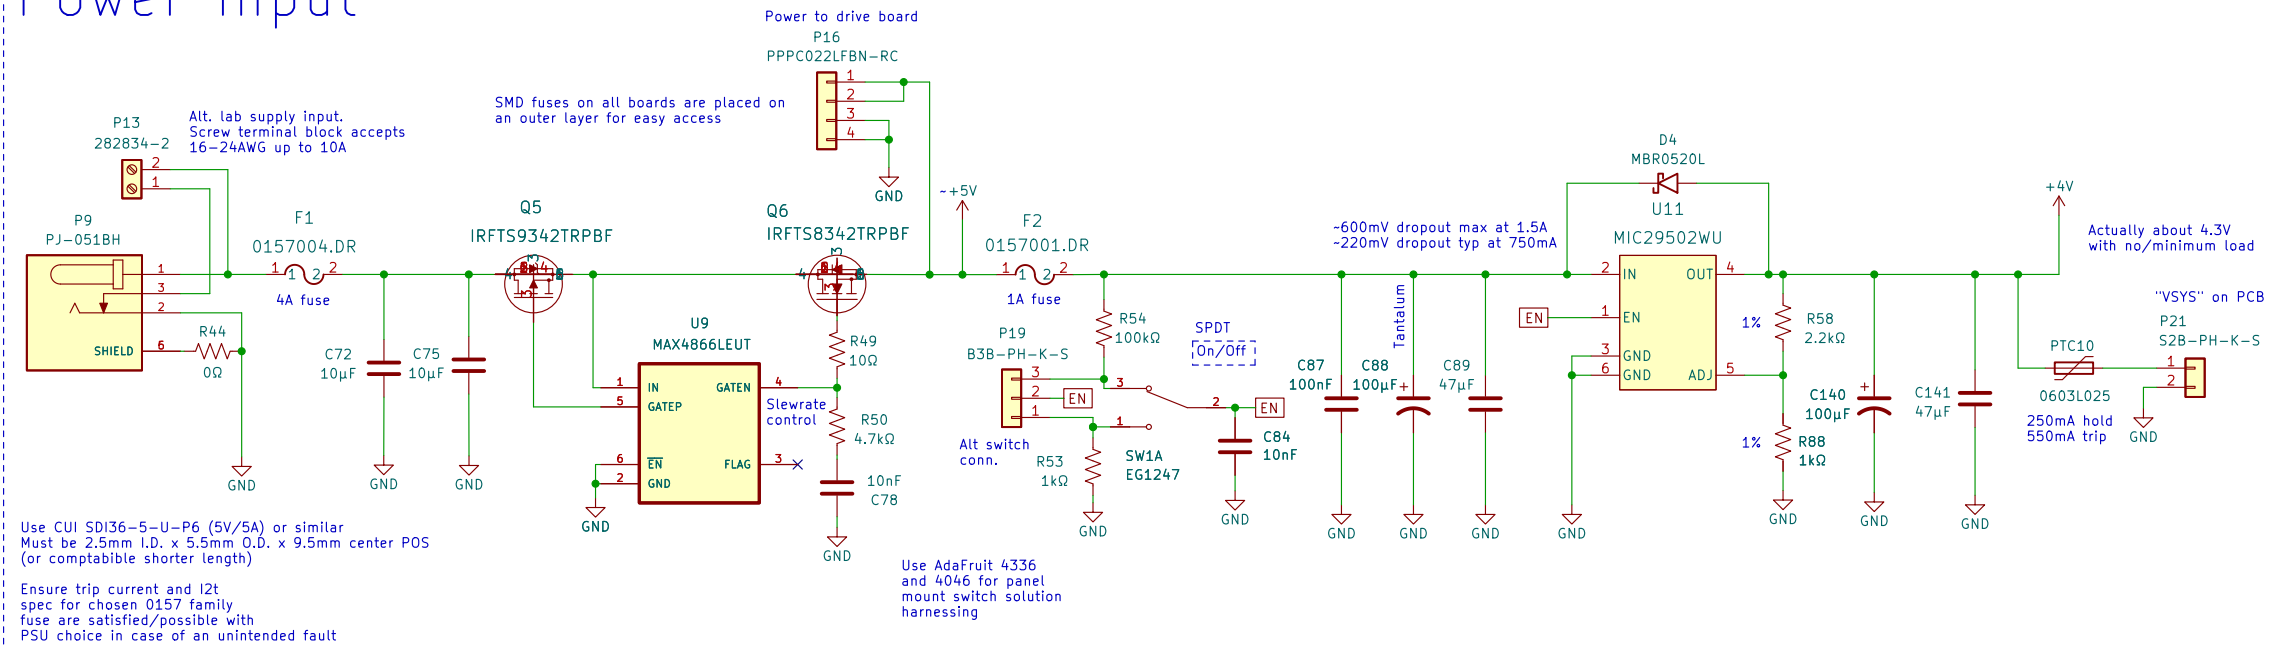 Power Input
Power to drive board
P16
PPPC022LFBN-RC
1
2
3
4
GND
SMD fuses on all boards are placed on
an outer layer for easy access
P13
282834-2
2
1
Alt. lab supply input.
Screw terminal block accepts
16-24AWG up to 10A
P9
PJ-051BH
1
3
2
6
SHIELD
R44
0Ω
GND
F1
0157004.DR
1 2
4A fuse
C72
10µF
GND
C75
10µF
GND
Q5
IRFTS9342TRPBF
4
3
U9
MAX4866LEUT
1 IN
5 GATEP
6 EN
2 GND
GATEN 4
FLAG 3
GND
Slewrate
control
Q6
IRFTS8342TRPBF
4
3
R49
10Ω
R50
4.7kΩ
10nF
C78
GND
~+5V
F2
0157001.DR
1 2
1A fuse
R54
100kΩ
P19
B3B-PH-K-S
3
2
1
EN
Alt switch
conn.
R53
1kΩ
GND
SPDT
On/Off
3
1
2
EN
SW1A
EG1247
C84
10nF
GND
~600mV dropout max at 1.5A
~220mV dropout typ at 750mA
C87
100nF
GND
Tantalum
C88
100µF
+
GND
C89
47µF
GND
D4
MBR0520L
U11
MIC29502WU
2 IN
1 EN
3 GND
6 GND
OUT 4
ADJ 5
EN
GND
1%
R58
2.2kΩ
1%
R88
1kΩ
GND
C140
100µF
+
GND
C141
47µF
GND
+4V
Actually about 4.3V
with no/minimum load
"VSYS" on PCB
P21
S2B-PH-K-S
1
2
GND
PTC10
0603L025
250mA hold
550mA trip
Use CUI SDI36-5-U-P6 (5V/5A) or similar
Must be 2.5mm I.D. x 5.5mm O.D. x 9.5mm center POS
(or comptabible shorter length)
Ensure trip current and I2t
spec for chosen 0157 family
fuse are satisfied/possible with
PSU choice in case of an unintended fault
Use AdaFruit 4336
and 4046 for panel
mount switch solution
harnessing